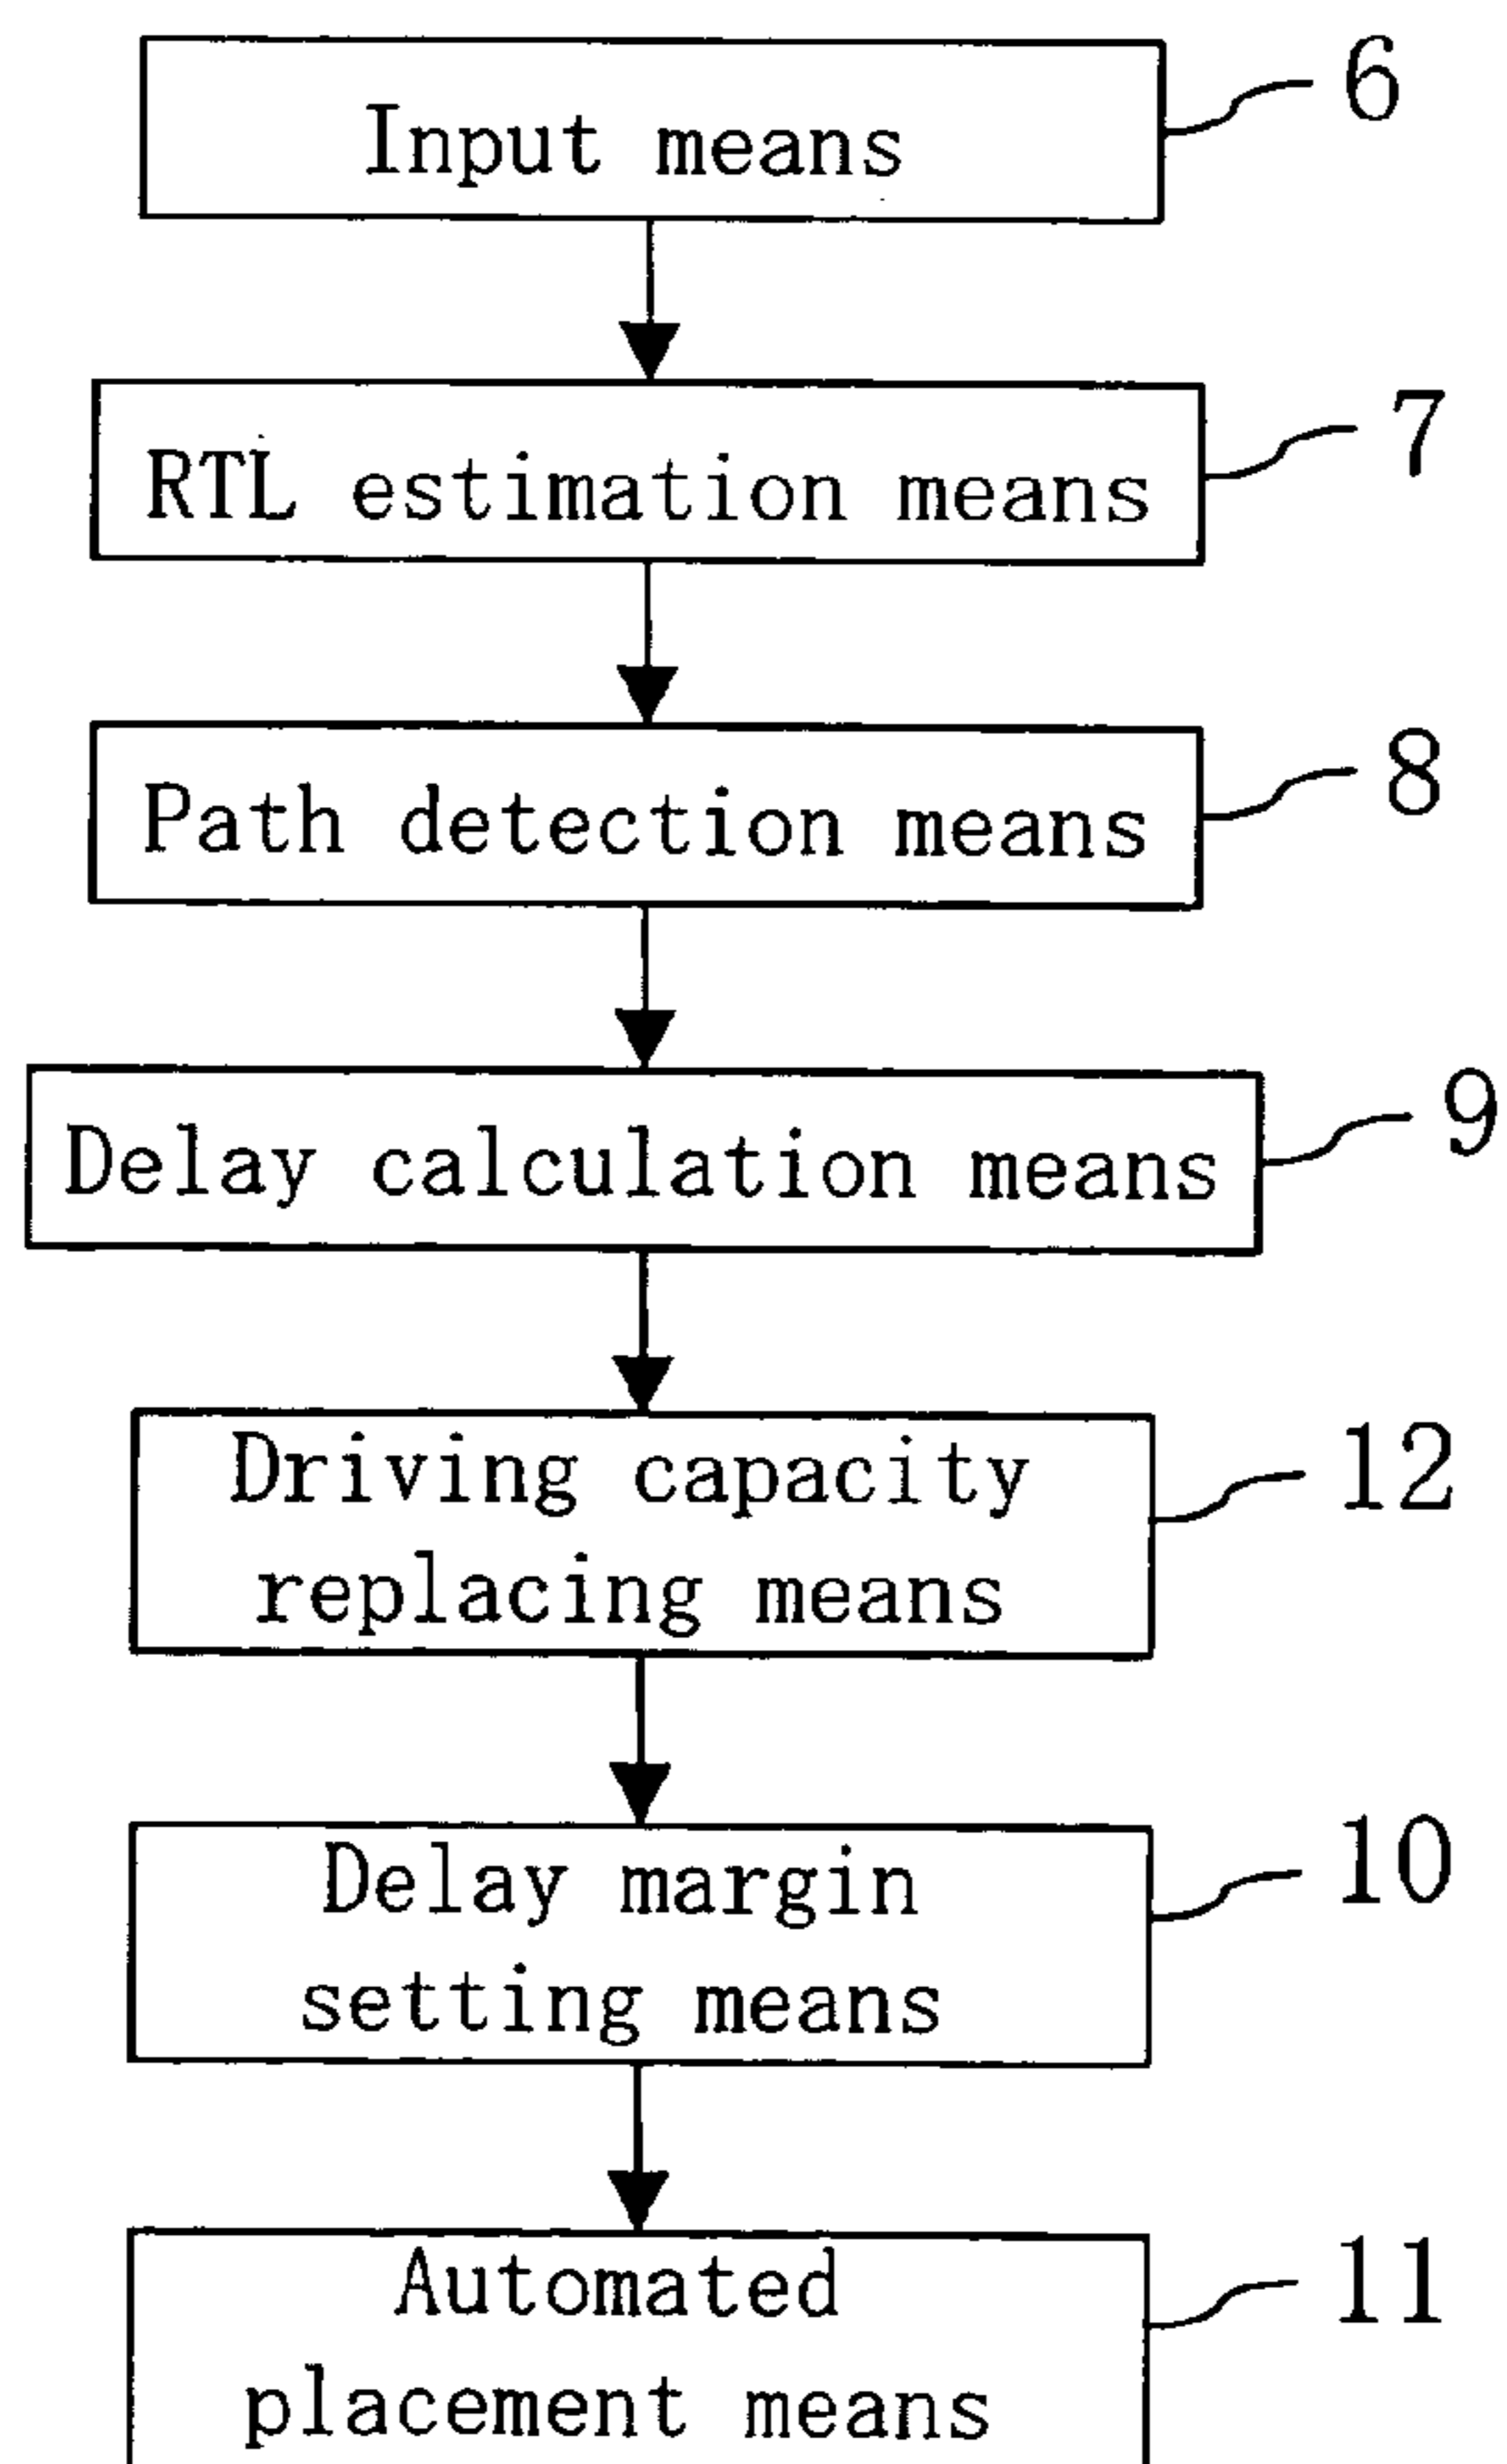 Input means
6
RTL estimation means
7
Path detection means
8
Delay calculation means
9
Driving capacity
replacing means
12
Delay margin
setting means
10
Automated
placement means
11